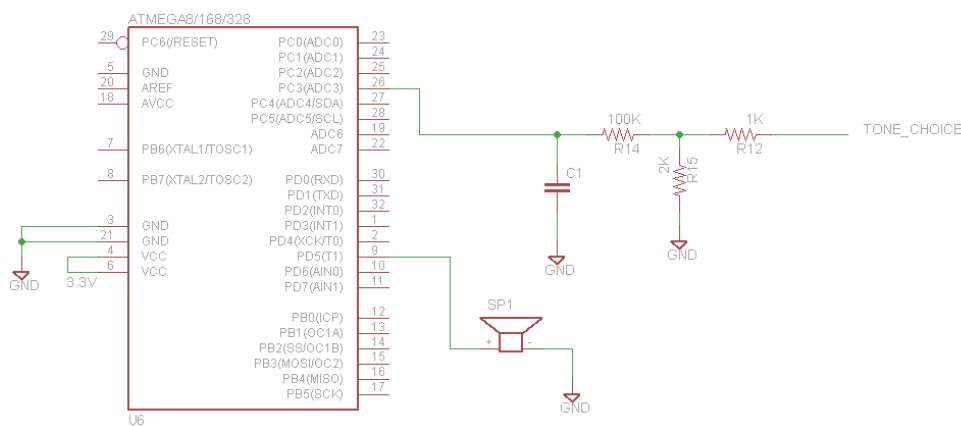 ATMEGA8/168/328
29 PC6(/RESET) PC0(ADC0) 23
PC1(ADC1) 24
5 GND PC2(ADC2) 25
20 AREF PC3(ADC3) 26
18 AVCC PC4(ADC4/SDA) 27
PC5(ADC5/SCL) 28
ADC6 19
7 PB6(XTAL1/TOSC1) ADC7 22
8 PB7(XTAL2/TOSC2) PD0(RXD) 30
PD1(TXD) 31
PD2(INT0) 32
3 GND PD3(INT1) 1
21 GND PD4(XCK/T0) 2
4 VCC PD5(T1) 9
6 VCC PD6(AIN0) 10
PD7(AIN1) 11
PB0(ICP) 12
PB1(OC1A) 13
PB2(SS/OC1B) 14
PB3(MOSI/OC2) 15
PB4(MISO) 16
PB5(SCK) 17
U6
GND
3.3V
100K
R14
1K
R12
TONE_CHOICE
2K
R15
C1
GND
GND
SP1
+ -
GND